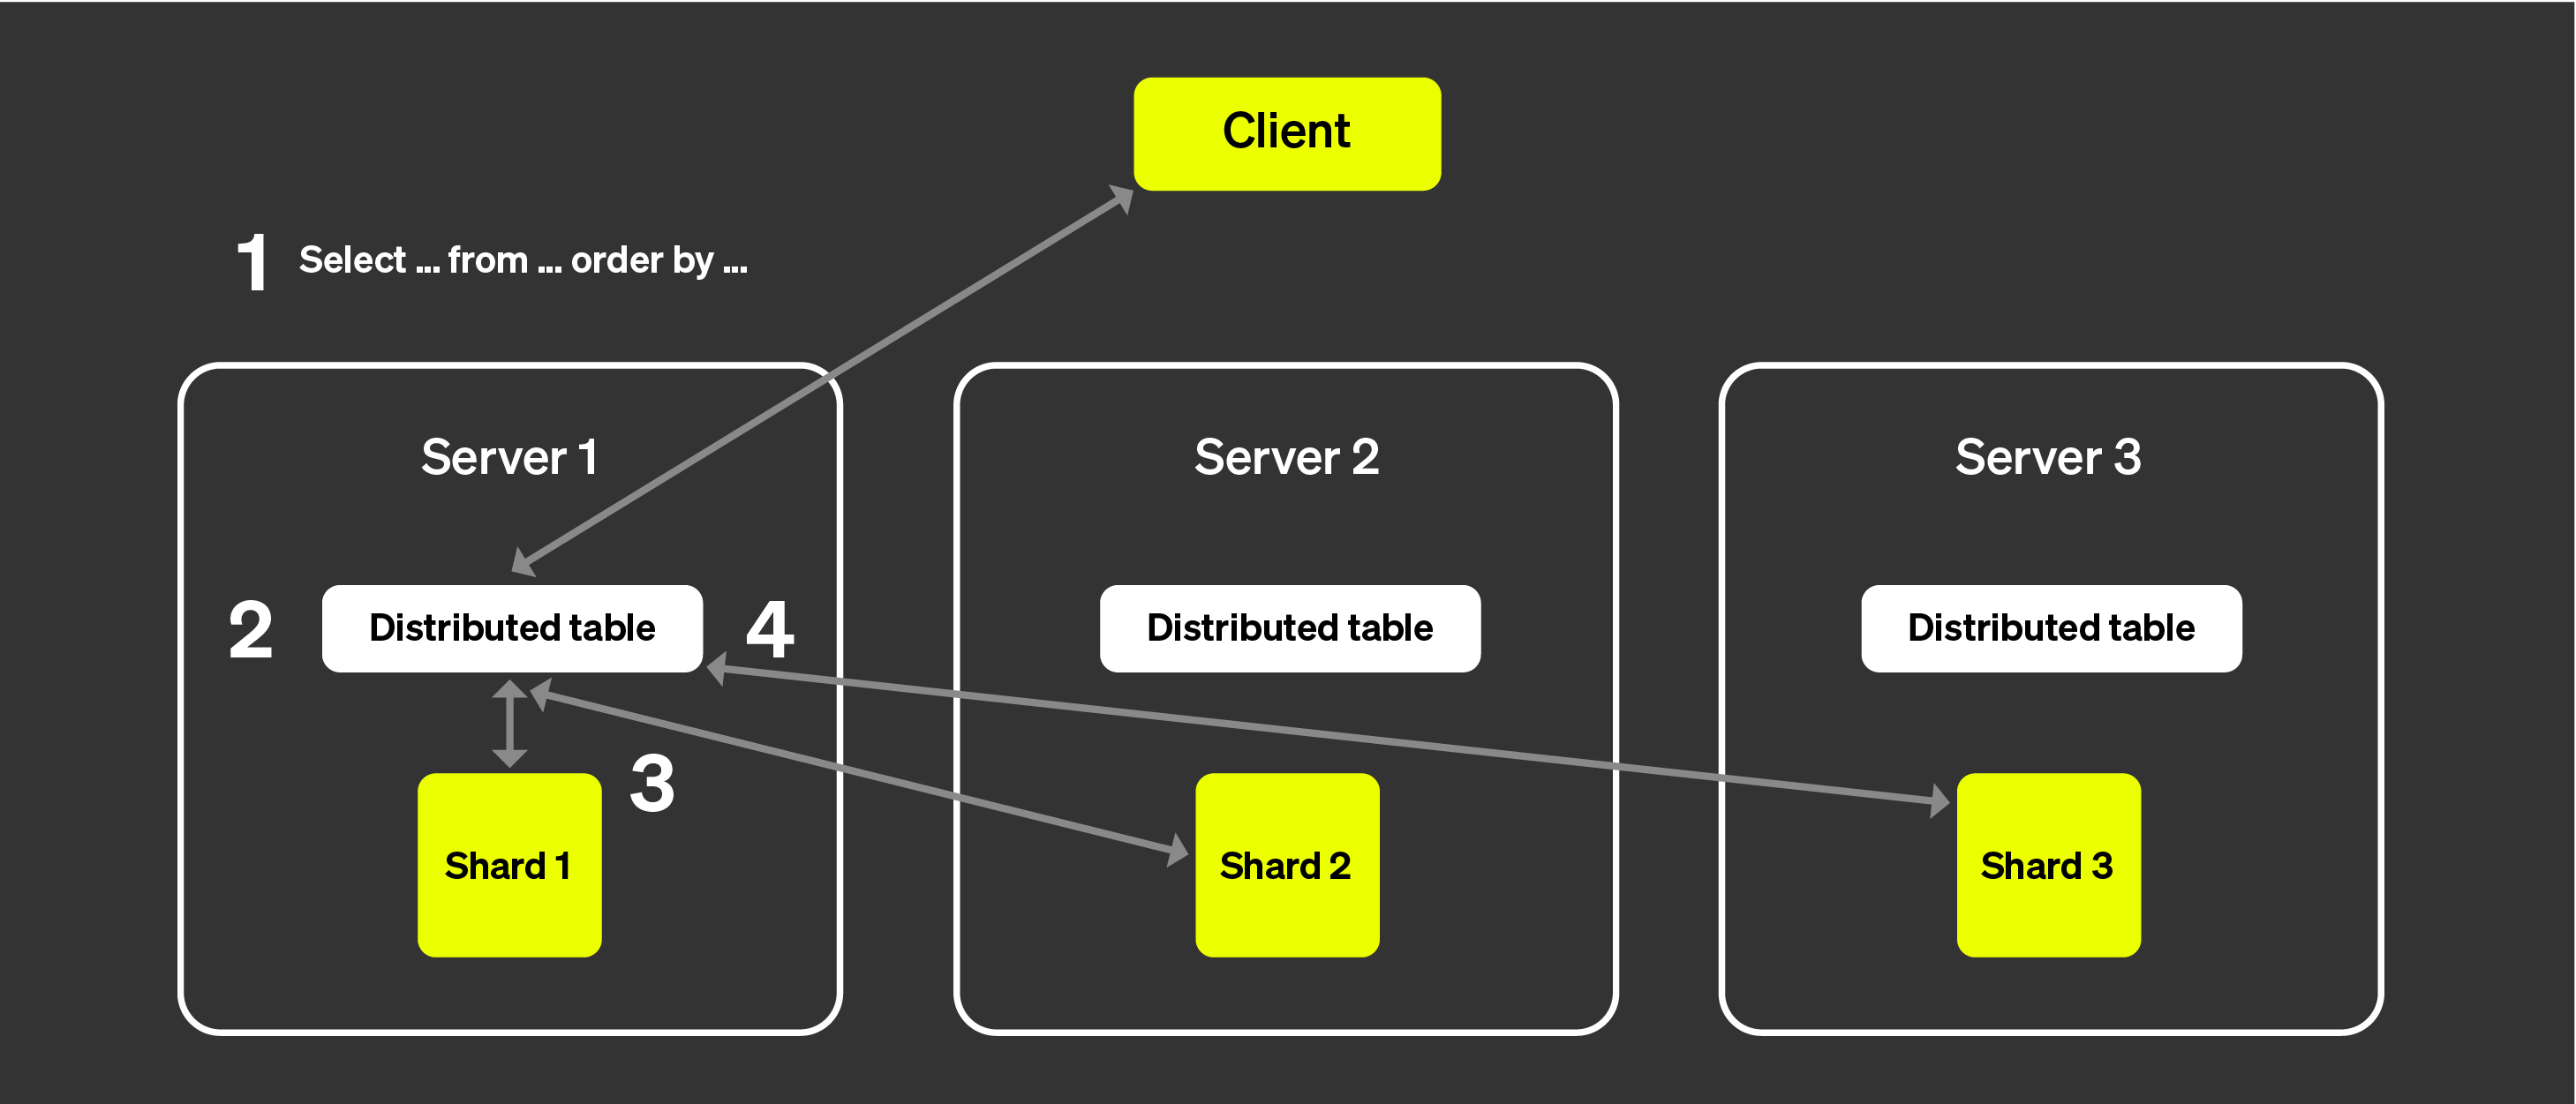 Client
1 Select ... from ... order by ...
Server 1
Server 2
Server 3
2
Distributed table
4
Distributed table
Distributed table
3
Shard 1
Shard 2
Shard 3